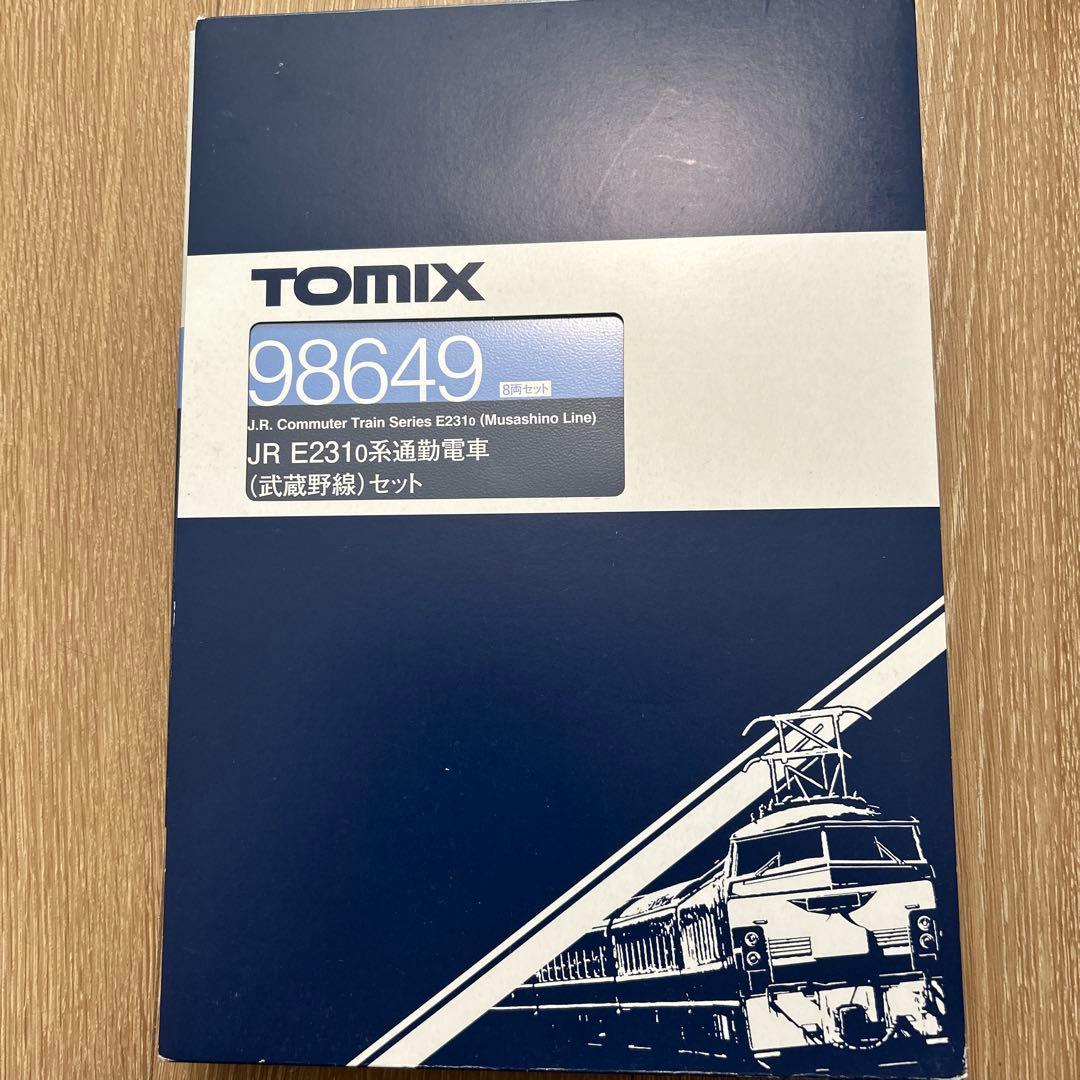 TOMIX
98649
8両セット
J.R. Commuter Train Series E2310 (Musashino Line)
JR E2310系通勤電車
(武蔵野線)セット